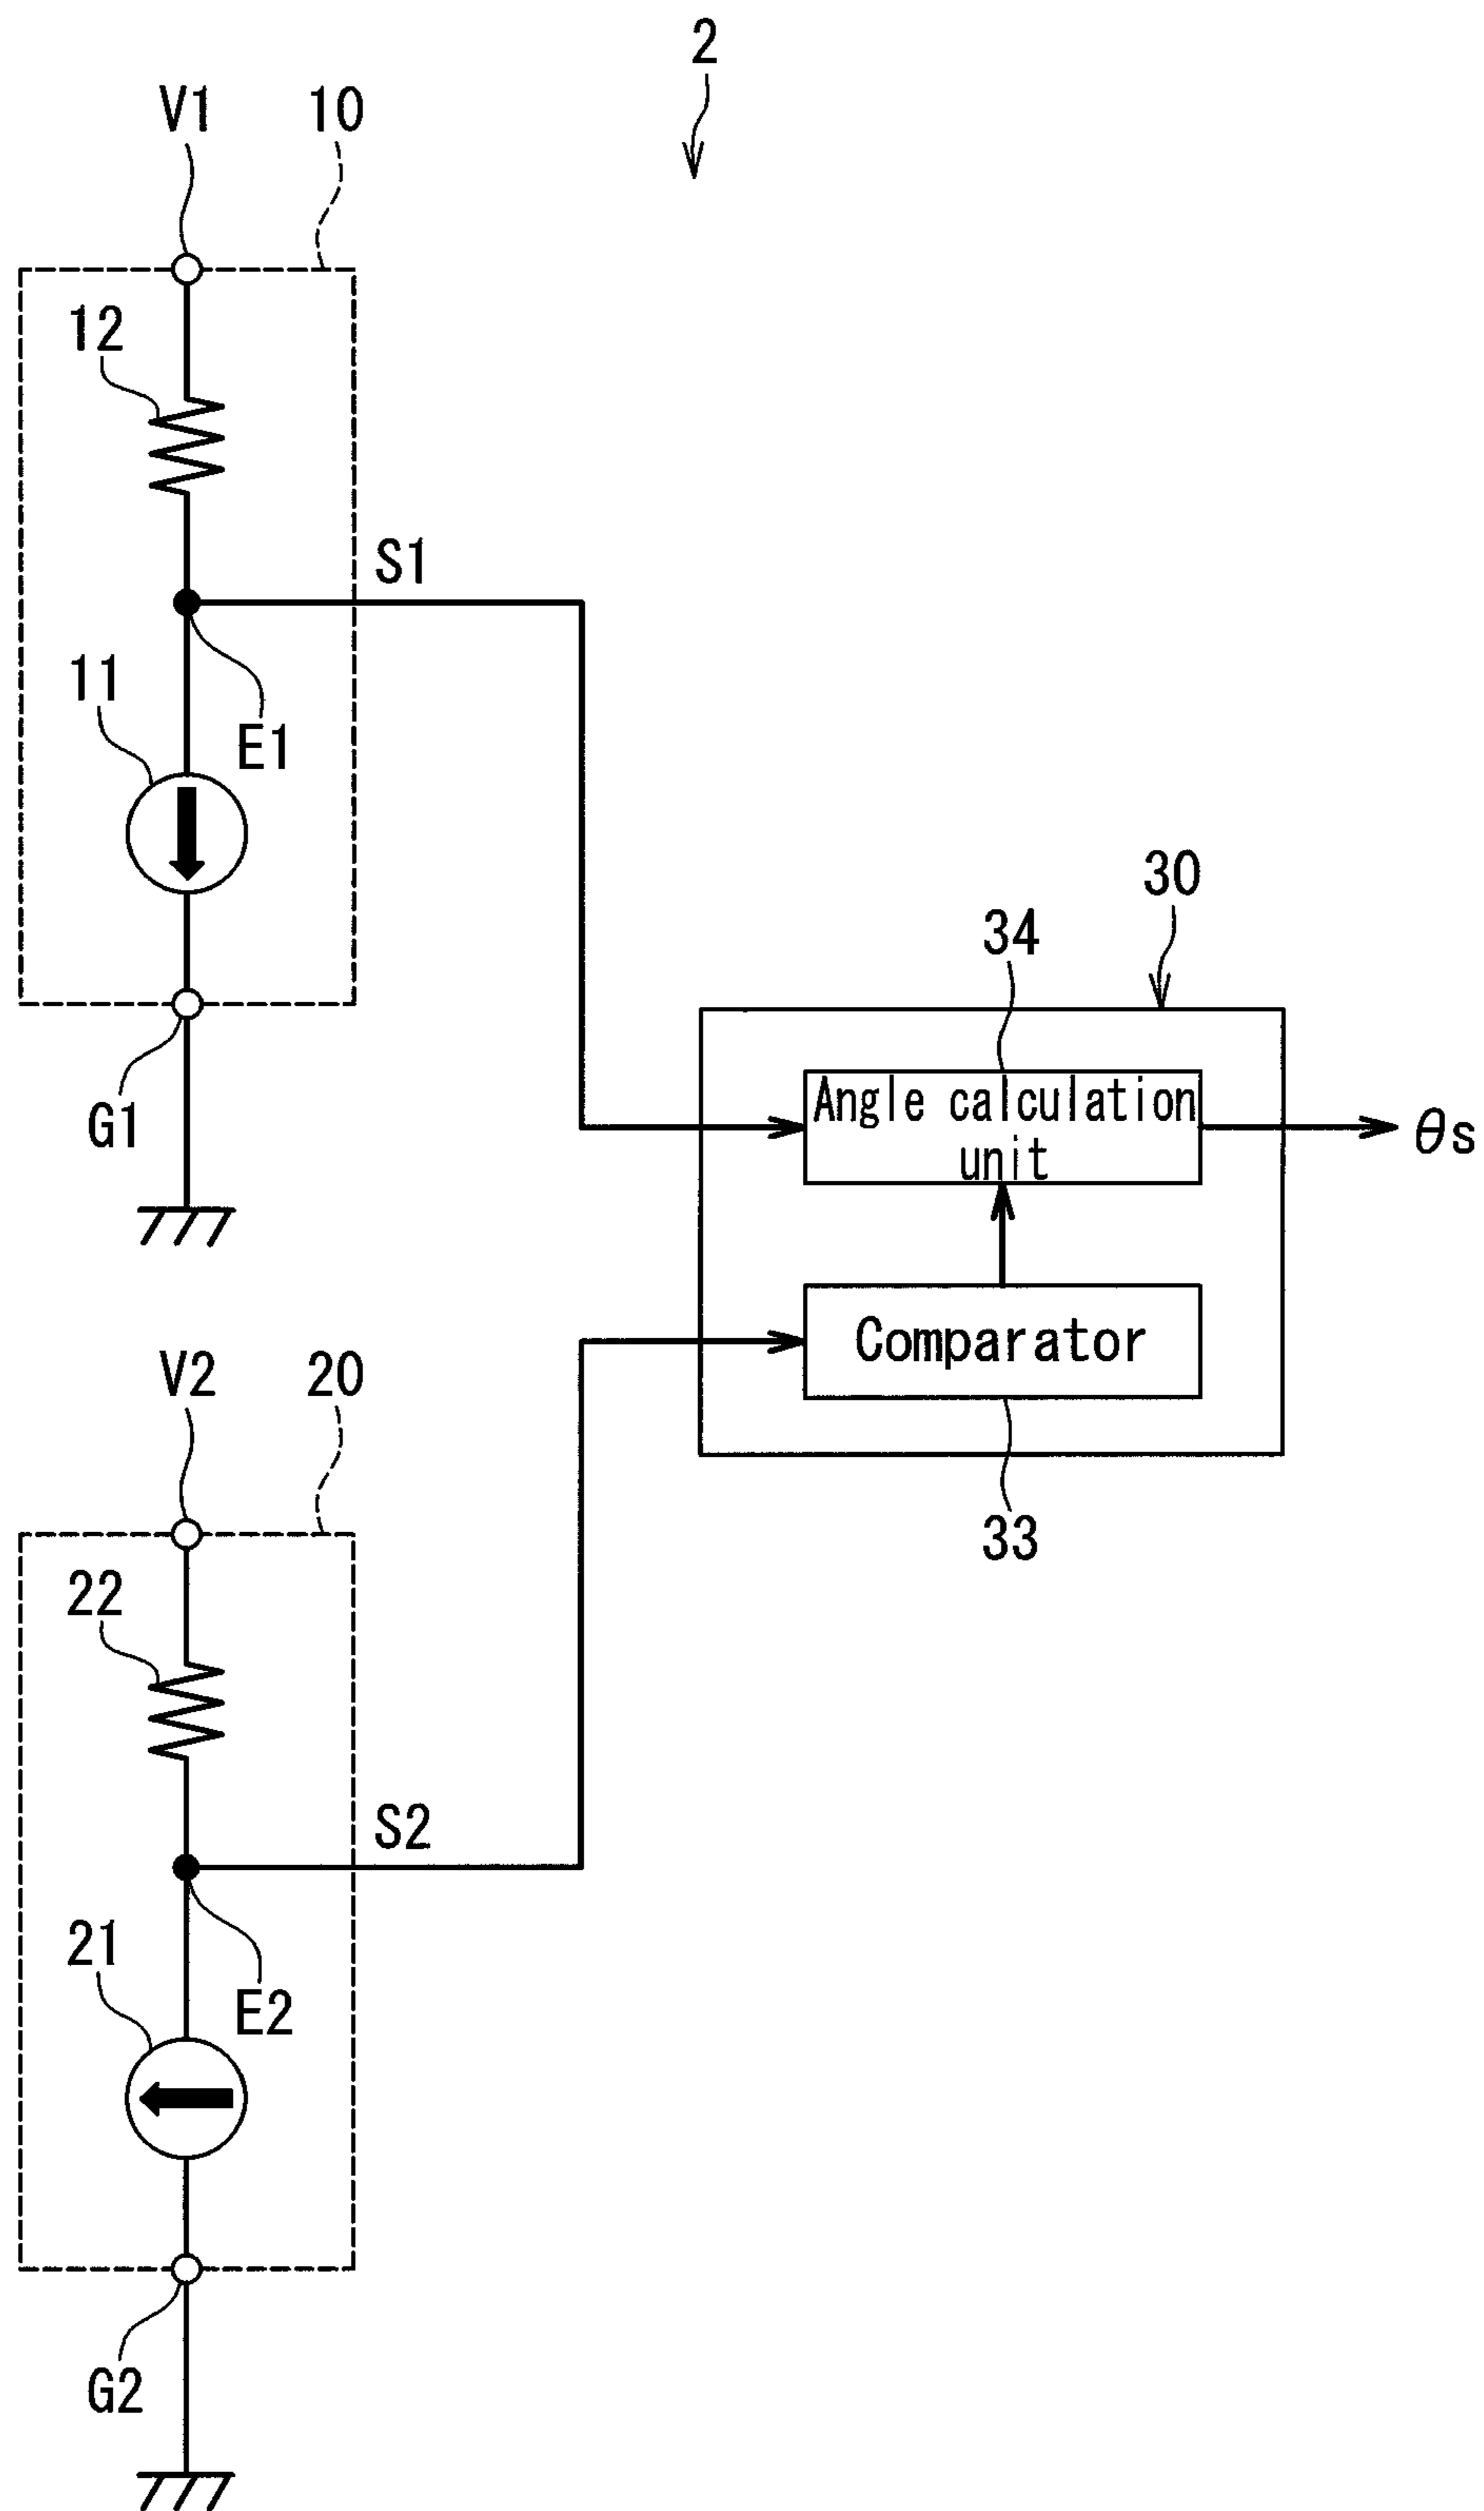 2
V1
10
12
S1
11
E1
30
34
G1
Angle calculation
unit
θs
Comparator
V2
20
33
22
S2
21
E2
G2